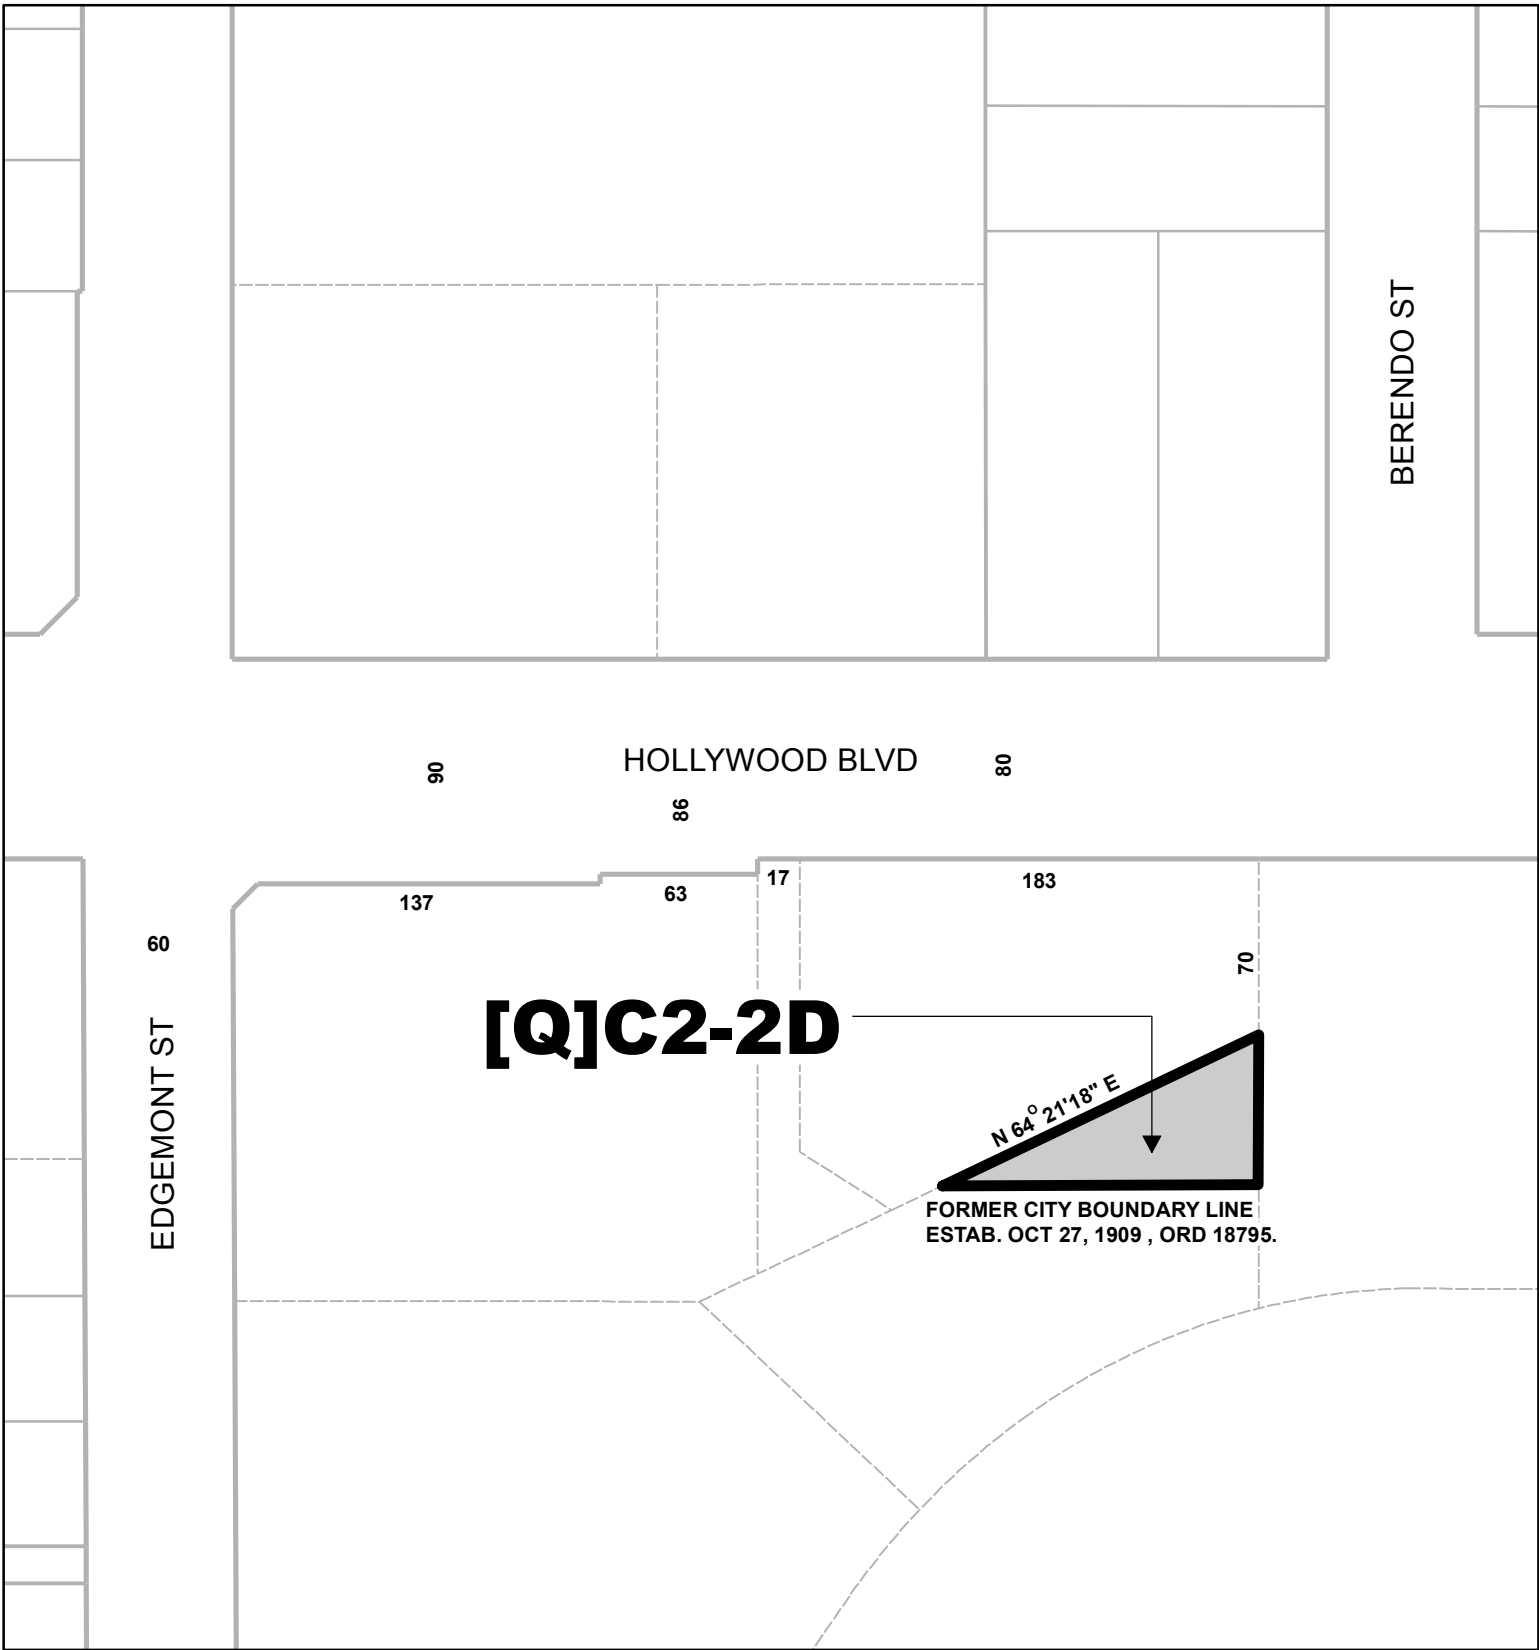 BERENDO ST
HOLLYWOOD BLVD
90
80
86
17
183
63
137
60
70
[Q]C2-2D
EDGEMONT ST
N 64° 21'18" E
FORMER CITY BOUNDARY LINE
ESTAB. OCT 27, 1909 , ORD 18795.